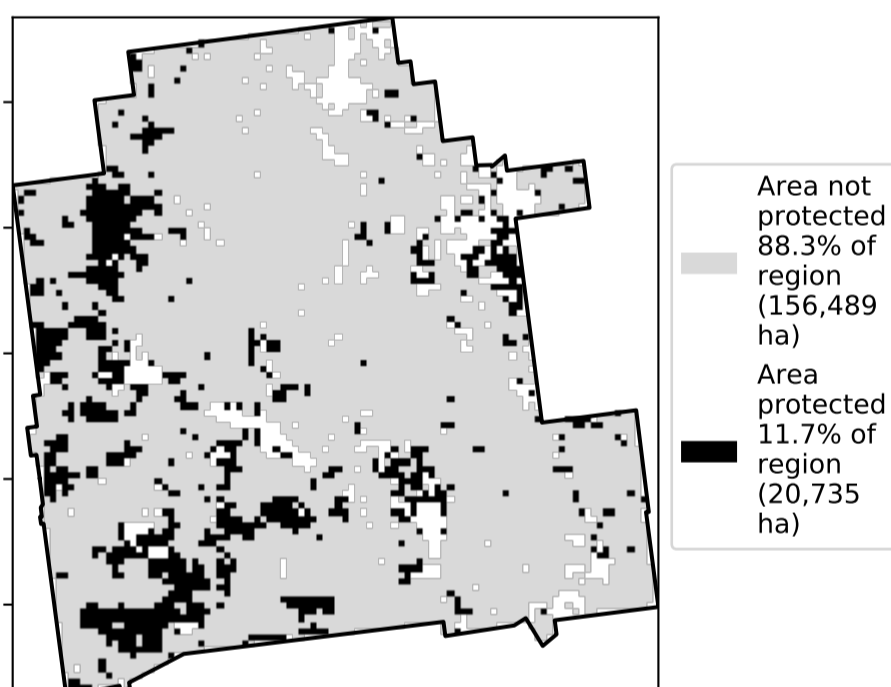 Area not
protected
88.3% of
region
(156,489
ha)
Area
protected
11.7% of
region
(20,735
ha)